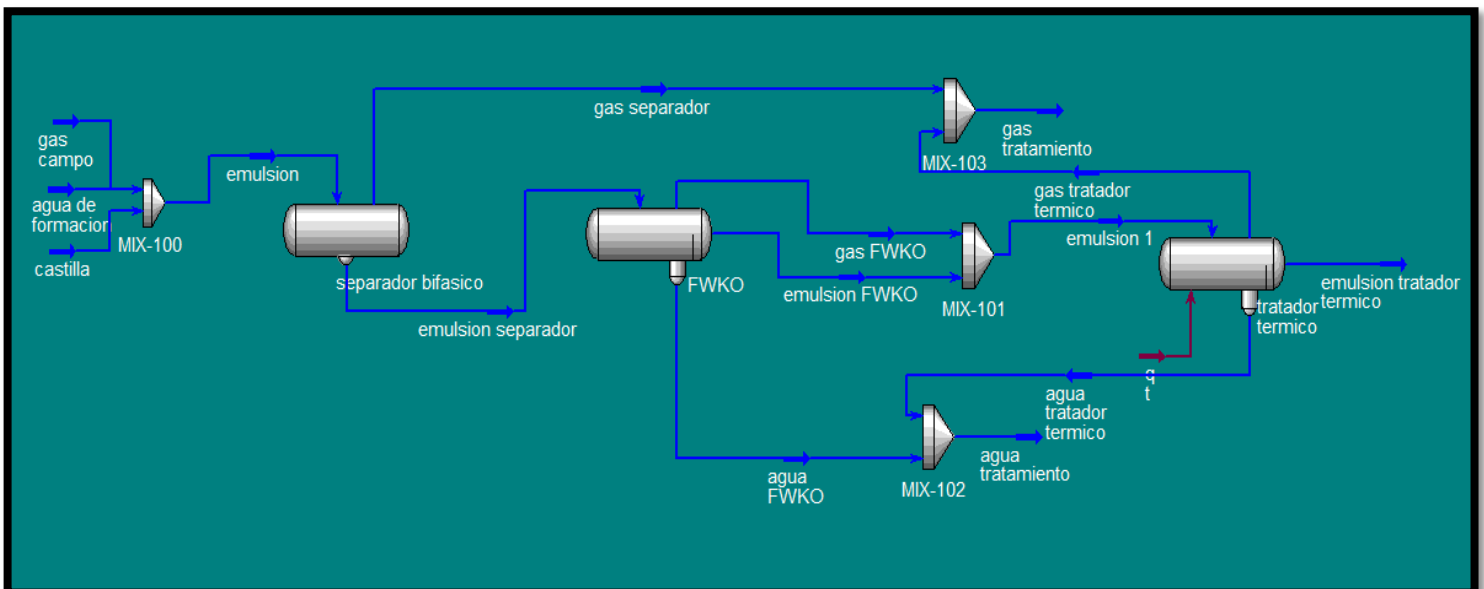 gas separador
gas
campo
gas
tratamiento
MIX-103
emulsion
gas tratador
termico
agua de
formacion
MIX-100
emulsion 1
gas FWKO
castilla
separador bifasico
FWKO
emulsion FWKO
emulsion tratador
termico
MIX-101
tratador
termico
emulsion separador
q
t
agua
tratador
termico
agua
tratamiento
agua
FWKO
MIX-102